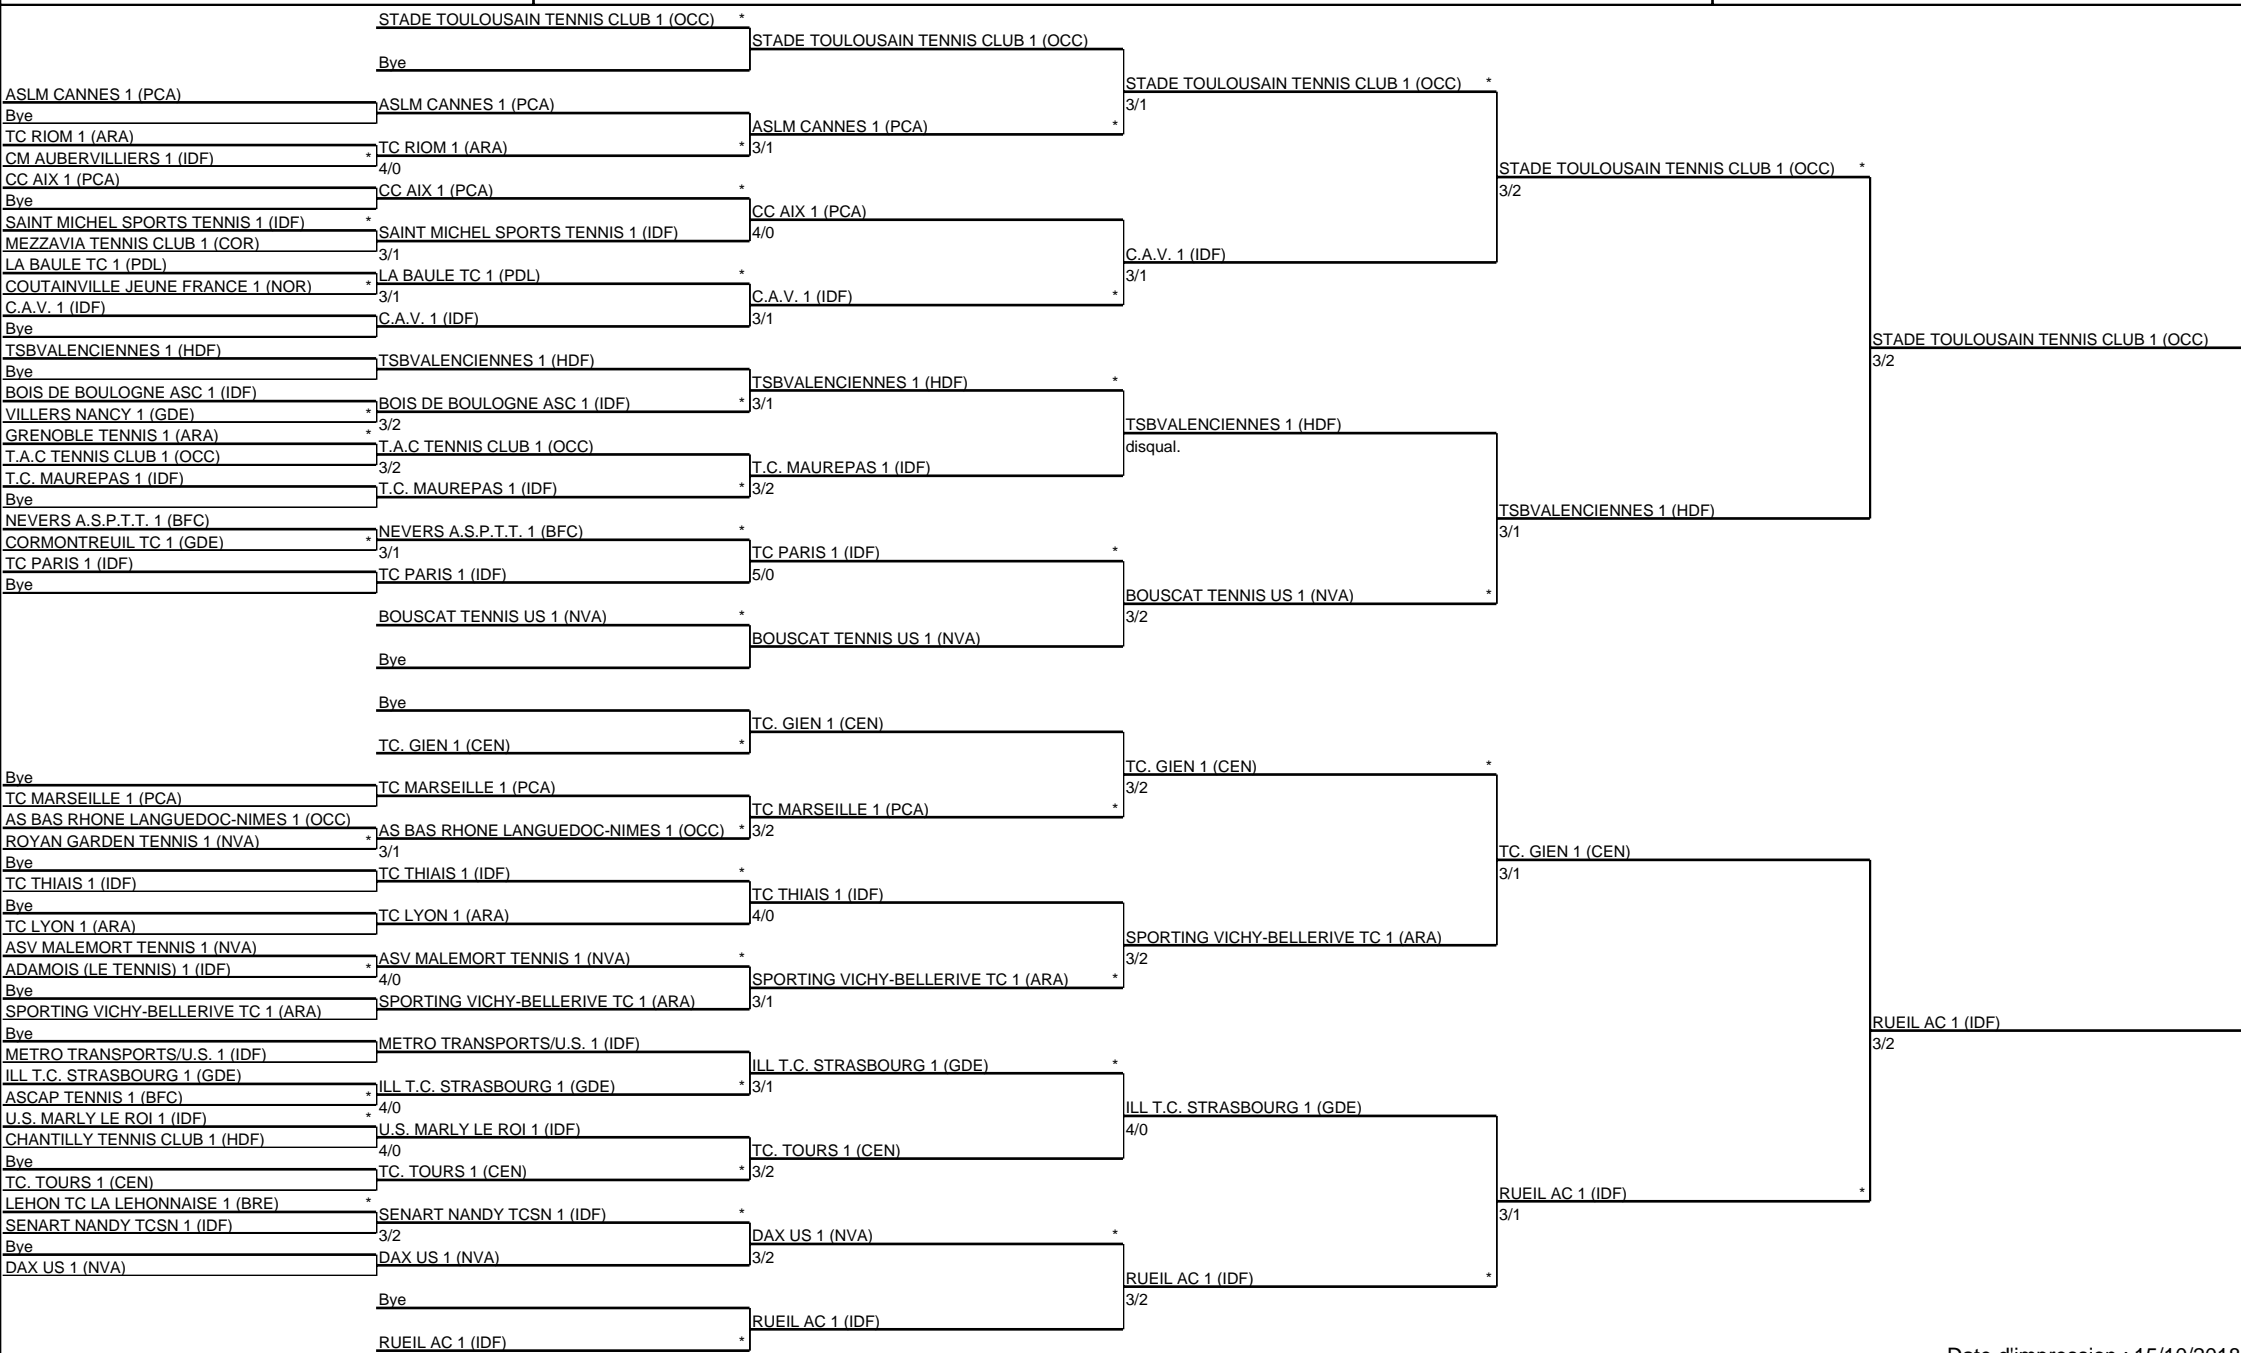 STADE TOULOUSAIN TENNIS CLUB 1 (OCC) *
Bye
ASLM CANNES 1 (PCA)
Bye
TC RIOM 1 (ARA)
CM AUBERVILLIERS 1 (IDF) *
CC AIX 1 (PCA)
Bye
SAINT MICHEL SPORTS TENNIS 1 (IDF) *
MEZZAVIA TENNIS CLUB 1 (COR)
LA BAULE TC 1 (PDL)
COUTAINVILLE JEUNE FRANCE 1 (NOR) *
C.A.V. 1 (IDF)
Bye
TSBVALENCIENNES 1 (HDF)
Bye
BOIS DE BOULOGNE ASC 1 (IDF)
VILLERS NANCY 1 (GDE) *
GRENOBLE TENNIS 1 (ARA) *
T.A.C TENNIS CLUB 1 (OCC)
T.C. MAUREPAS 1 (IDF)
Bye
NEVERS A.S.P.T.T. 1 (BFC)
CORMONTREUIL TC 1 (GDE) *
TC PARIS 1 (IDF)
Bye
Bye
TC MARSEILLE 1 (PCA)
AS BAS RHONE LANGUEDOC-NIMES 1 (OCC)
ROYAN GARDEN TENNIS 1 (NVA) *
Bye
TC THIAIS 1 (IDF)
Bye
TC LYON 1 (ARA)
ASV MALEMORT TENNIS 1 (NVA)
ADAMOIS (LE TENNIS) 1 (IDF) *
Bye
SPORTING VICHY-BELLERIVE TC 1 (ARA)
Bye
METRO TRANSPORTS/U.S. 1 (IDF)
ILL T.C. STRASBOURG 1 (GDE)
ASCAP TENNIS 1 (BFC) *
U.S. MARLY LE ROI 1 (IDF) *
CHANTILLY TENNIS CLUB 1 (HDF)
Bye
TC. TOURS 1 (CEN)
LEHON TC LA LEHONNAISE 1 (BRE) *
SENART NANDY TCSN 1 (IDF)
Bye
DAX US 1 (NVA)
ASLM CANNES 1 (PCA)
TC RIOM 1 (ARA) *
4/0
CC AIX 1 (PCA) *
SAINT MICHEL SPORTS TENNIS 1 (IDF)
3/1
LA BAULE TC 1 (PDL) *
3/1
C.A.V. 1 (IDF)
TSBVALENCIENNES 1 (HDF)
BOIS DE BOULOGNE ASC 1 (IDF) *
3/2
T.A.C TENNIS CLUB 1 (OCC)
3/2
T.C. MAUREPAS 1 (IDF) *
NEVERS A.S.P.T.T. 1 (BFC) *
3/1
TC PARIS 1 (IDF)
BOUSCAT TENNIS US 1 (NVA) *
Bye
Bye
TC. GIEN 1 (CEN) *
TC MARSEILLE 1 (PCA)
AS BAS RHONE LANGUEDOC-NIMES 1 (OCC) *
3/1
TC THIAIS 1 (IDF) *
TC LYON 1 (ARA)
ASV MALEMORT TENNIS 1 (NVA) *
4/0
SPORTING VICHY-BELLERIVE TC 1 (ARA)
METRO TRANSPORTS/U.S. 1 (IDF)
ILL T.C. STRASBOURG 1 (GDE) *
4/0
U.S. MARLY LE ROI 1 (IDF)
4/0
TC. TOURS 1 (CEN) *
SENART NANDY TCSN 1 (IDF) *
3/2
DAX US 1 (NVA)
Bye
RUEIL AC 1 (IDF) *
STADE TOULOUSAIN TENNIS CLUB 1 (OCC)
ASLM CANNES 1 (PCA) *
3/1
CC AIX 1 (PCA)
4/0
C.A.V. 1 (IDF) *
3/1
TSBVALENCIENNES 1 (HDF) *
3/1
T.C. MAUREPAS 1 (IDF)
3/2
TC PARIS 1 (IDF) *
5/0
BOUSCAT TENNIS US 1 (NVA)
TC. GIEN 1 (CEN)
TC MARSEILLE 1 (PCA) *
3/2
TC THIAIS 1 (IDF)
4/0
SPORTING VICHY-BELLERIVE TC 1 (ARA) *
3/1
ILL T.C. STRASBOURG 1 (GDE) *
3/1
TC. TOURS 1 (CEN)
3/2
DAX US 1 (NVA) *
3/2
RUEIL AC 1 (IDF)
STADE TOULOUSAIN TENNIS CLUB 1 (OCC) *
3/1
C.A.V. 1 (IDF)
3/1
TSBVALENCIENNES 1 (HDF)
disqual.
BOUSCAT TENNIS US 1 (NVA) *
3/2
TC. GIEN 1 (CEN) *
3/2
SPORTING VICHY-BELLERIVE TC 1 (ARA)
3/2
ILL T.C. STRASBOURG 1 (GDE)
4/0
RUEIL AC 1 (IDF) *
3/2
STADE TOULOUSAIN TENNIS CLUB 1 (OCC) *
3/2
TSBVALENCIENNES 1 (HDF)
3/1
TC. GIEN 1 (CEN)
3/1
RUEIL AC 1 (IDF) *
3/1
STADE TOULOUSAIN TENNIS CLUB 1 (OCC)
3/2
RUEIL AC 1 (IDF)
3/2
Date d'impression : 15/10/2018